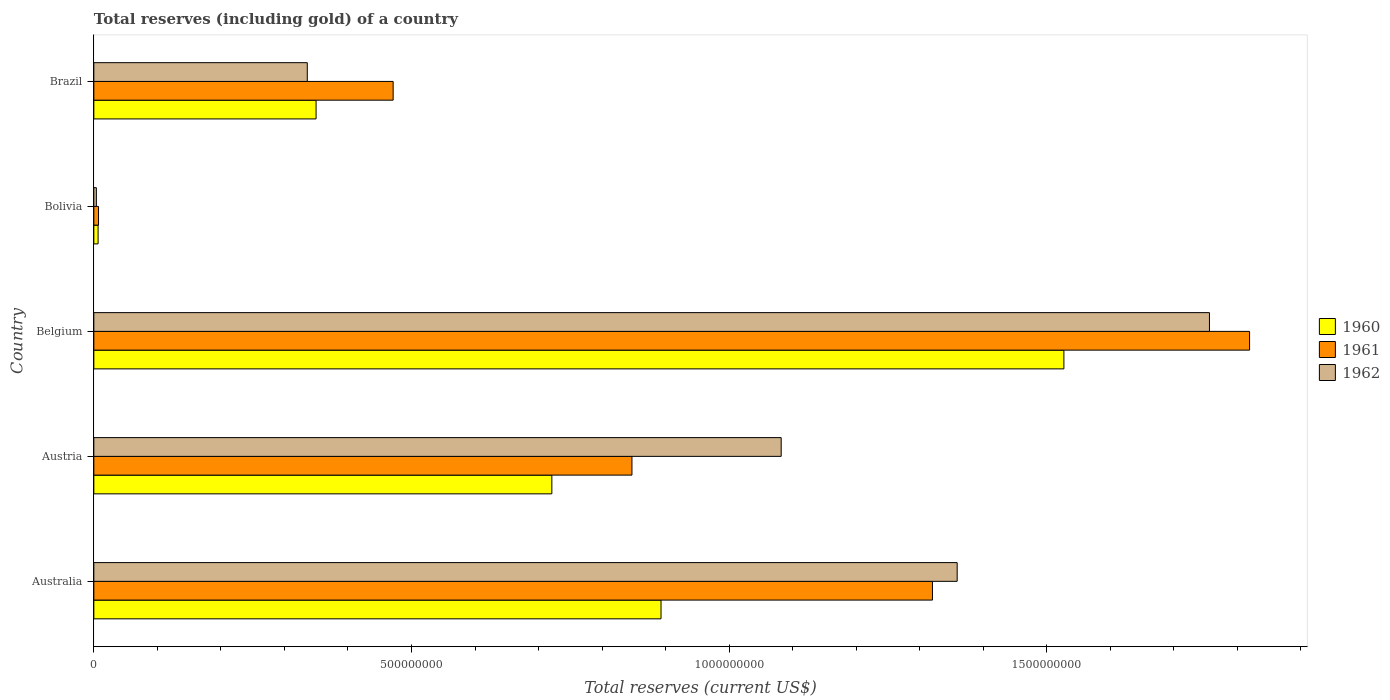 Total reserves (including gold) of a country
Brazil
Bolivia
Belgium
Austria
Australia
Country
0
500000000
1000000000
1500000000
Total reserves (current US$)
1960
1961
1962